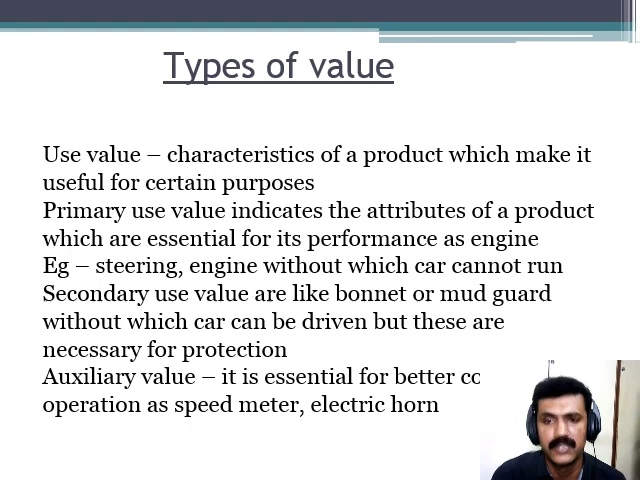 Types of value
Use value – characteristics of a product which make it
useful for certain purposes
Primary use value indicates the attributes of a product
which are essential for its performance as engine
Eg – steering, engine without which car cannot run
Secondary use value are like bonnet or mud guard
without which car can be driven but these are
necessary for protection
Auxiliary value – it is essential for better
operation as speed meter, electric horn